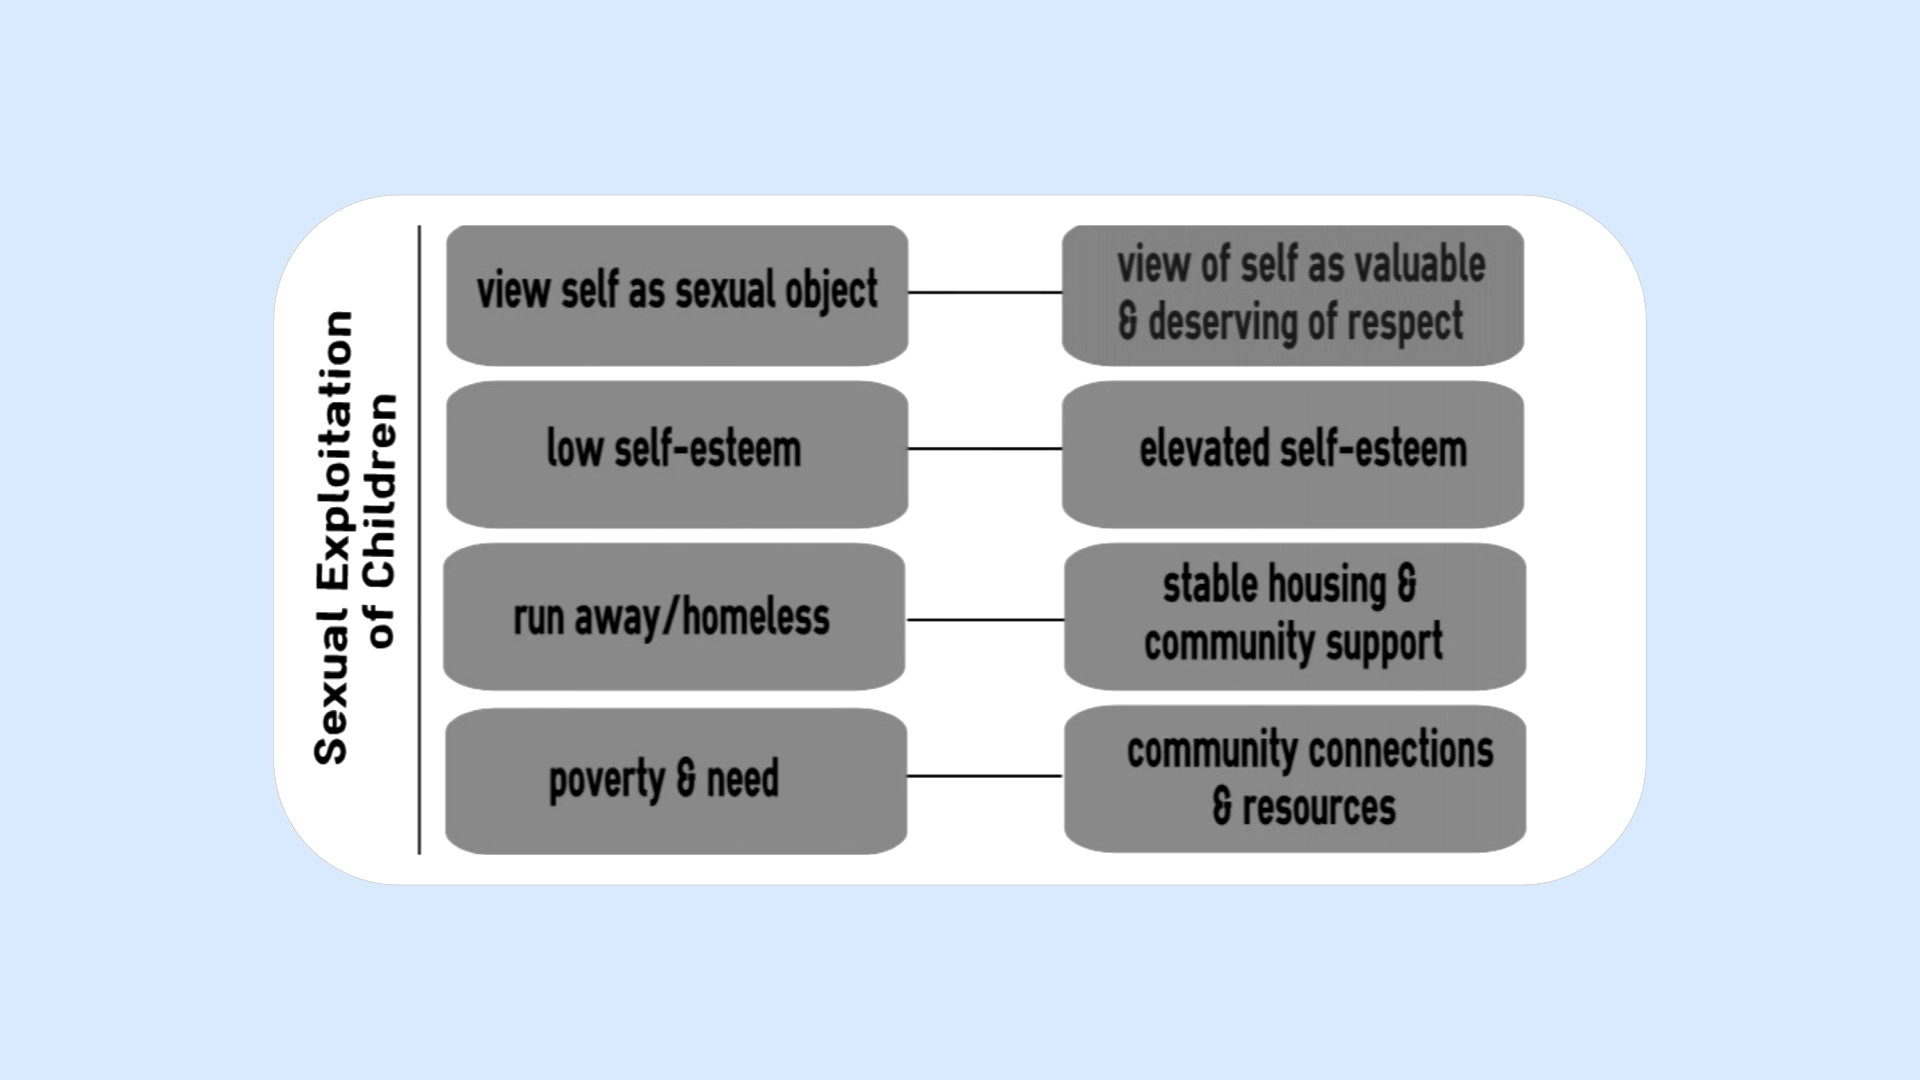 Sexual Exploitation
of Children
view self as sexual object
view of self as valuable
& deserving of respect
low self-esteem
elevated self-esteem
run away/homeless
stable housing &
community support
poverty & need
community connections
& resources